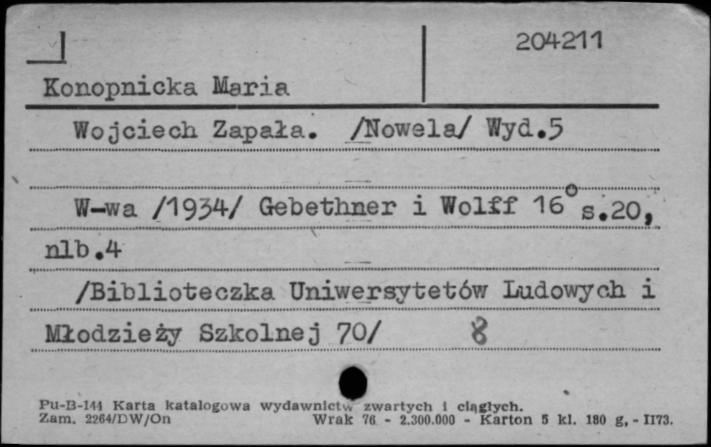 204211
Konopnicka Maria
Wojciech Zapała. /Nowela/ Wyd.5
W-wa /1934/ Gebethner i Wolff 16° s.20,
nlb.4
/Biblioteczka Uniwersytetów Ludowych i
Młodzieży Szkolnej 70/ 8
Pu-B-144 Karta katalogowa wydawnictw zwartych i ciągłych.
Zam. 2264/DW/On Wrak 76 - 2.300.000 - Karton 5 kl. 180 g, - II73.